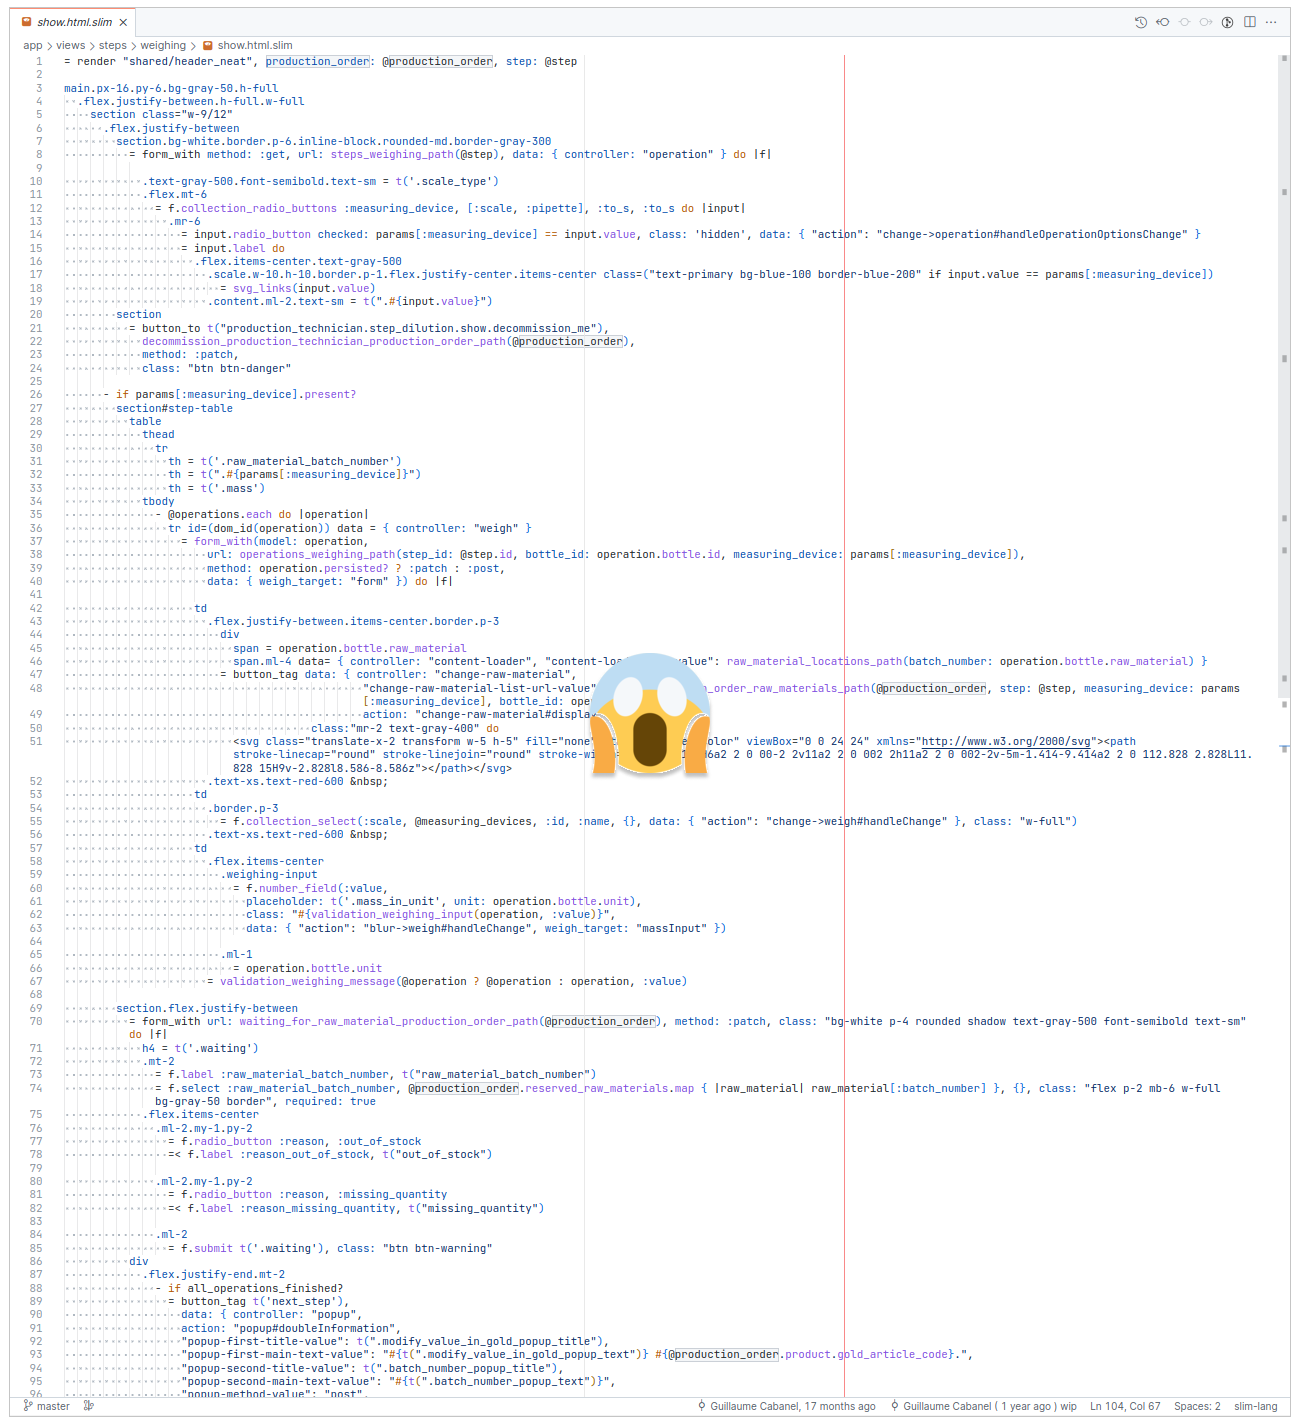 show.html.slim ×
app > views > steps > weighing > show.html.slim
1 = render "shared/header_neat", production_order: @production_order, step: @step
2
3 main.px-16.py-6.bg-gray-50.h-full
4 .flex.justify-between.h-full.w-full
5 section class="w-9/12"
6 .flex.justify-between
7 section.bg-white.border.p-6.inline-block.rounded-md.border-gray-300
8 = form_with method: :get, url: steps_weighing_path(@step), data: { controller: "operation" } do |f|
9
10 .text-gray-500.font-semibold.text-sm = t('.scale_type')
11 .flex.mt-6
12 = f.collection_radio_buttons :measuring_device, [:scale, :pipette], :to_s, :to_s do |input|
13 .mr-6
14 = input.radio_button checked: params[:measuring_device] == input.value, class: 'hidden', data: { "action": "change->operation#handleOperationOptionsChange" }
15 = input.label do
16 .flex.items-center.text-gray-500
17 .scale.w-10.h-10.border.p-1.flex.justify-center.items-center class=("text-primary bg-blue-100 border-blue-200" if input.value == params[:measuring_device])
18 = svg_links(input.value)
19 .content.ml-2.text-sm = t(".#{input.value}")
20 section
21 = button_to t("production_technician.step_dilution.show.decommission_me"),
22 decommission_production_technician_production_order_path(@production_order),
23 method: :patch,
24 class: "btn btn-danger"
25
26 - if params[:measuring_device].present?
27 section#step-table
28 table
29 thead
30 tr
31 th = t('.raw_material_batch_number')
32 th = t(".#{params[:measuring_device]}")
33 th = t('.mass')
34 tbody
35 - @operations.each do |operation|
36 tr id=(dom_id(operation)) data = { controller: "weigh" }
37 = form_with(model: operation,
38 url: operations_weighing_path(step_id: @step.id, bottle_id: operation.bottle.id, measuring_device: params[:measuring_device]),
39 method: operation.persisted? ? :patch : :post,
40 data: { weigh_target: "form" }) do |f|
41
42 td
43 .flex.justify-between.items-center.border.p-3
44 div
45 span = operation.bottle.raw_material
46 span.ml-4 data= { controller: "content-loader", "content-loa value": raw_material_locations_path(batch_number: operation.bottle.raw_material) }
47 = button_tag data: { controller: "change-raw-material",
48 "change-raw-material-list-url-value" _order_raw_materials_path(@production_order, step: @step, measuring_device: params
[:measuring_device], bottle_id: ope
49 action: "change-raw-material#displa
50 class:"mr-2 text-gray-400" do
51 <svg class="translate-x-2 transform w-5 h-5" fill="none" olor" viewBox="0 0 24 24" xmlns="http://www.w3.org/2000/svg"><path
stroke-linecap="round" stroke-linejoin="round" stroke-wi 6a2 2 0 00-2 2v11a2 2 0 002 2h11a2 2 0 002-2v-5m-1.414-9.414a2 2 0 112.828 2.828L11.
828 15H9v-2.828l8.586-8.586z"></path></svg>
52 .text-xs.text-red-600 &nbsp;
53 td
54 .border.p-3
55 = f.collection_select(:scale, @measuring_devices, :id, :name, {}, data: { "action": "change->weigh#handleChange" }, class: "w-full")
56 .text-xs.text-red-600 &nbsp;
57 td
58 .flex.items-center
59 .weighing-input
60 = f.number_field(:value,
61 placeholder: t('.mass_in_unit', unit: operation.bottle.unit),
62 class: "#{validation_weighing_input(operation, :value)}",
63 data: { "action": "blur->weigh#handleChange", weigh_target: "massInput" })
64
65 .ml-1
66 = operation.bottle.unit
67 = validation_weighing_message(@operation ? @operation : operation, :value)
68
69 section.flex.justify-between
70 = form_with url: waiting_for_raw_material_production_order_path(@production_order), method: :patch, class: "bg-white p-4 rounded shadow text-gray-500 font-semibold text-sm"
do |f|
71 h4 = t('.waiting')
72 .mt-2
73 = f.label :raw_material_batch_number, t("raw_material_batch_number")
74 = f.select :raw_material_batch_number, @production_order.reserved_raw_materials.map { |raw_material| raw_material[:batch_number] }, {}, class: "flex p-2 mb-6 w-full
bg-gray-50 border", required: true
75 .flex.items-center
76 .ml-2.my-1.py-2
77 = f.radio_button :reason, :out_of_stock
78 =< f.label :reason_out_of_stock, t("out_of_stock")
79
80 .ml-2.my-1.py-2
81 = f.radio_button :reason, :missing_quantity
82 =< f.label :reason_missing_quantity, t("missing_quantity")
83
84 .ml-2
85 = f.submit t('.waiting'), class: "btn btn-warning"
86 div
87 .flex.justify-end.mt-2
88 - if all_operations_finished?
89 = button_tag t('next_step'),
90 data: { controller: "popup",
91 action: "popup#doubleInformation",
92 "popup-first-title-value": t(".modify_value_in_gold_popup_title"),
93 "popup-first-main-text-value": "#{t(".modify_value_in_gold_popup_text")} #{@production_order.product.gold_article_code}.",
94 "popup-second-title-value": t(".batch_number_popup_title"),
95 "popup-second-main-text-value": "#{t(".batch_number_popup_text")}",
96 "popup-method-value": "post",
master Guillaume Cabanel, 17 months ago Guillaume Cabanel ( 1 year ago ) wip Ln 104, Col 67 Spaces: 2 slim-lang